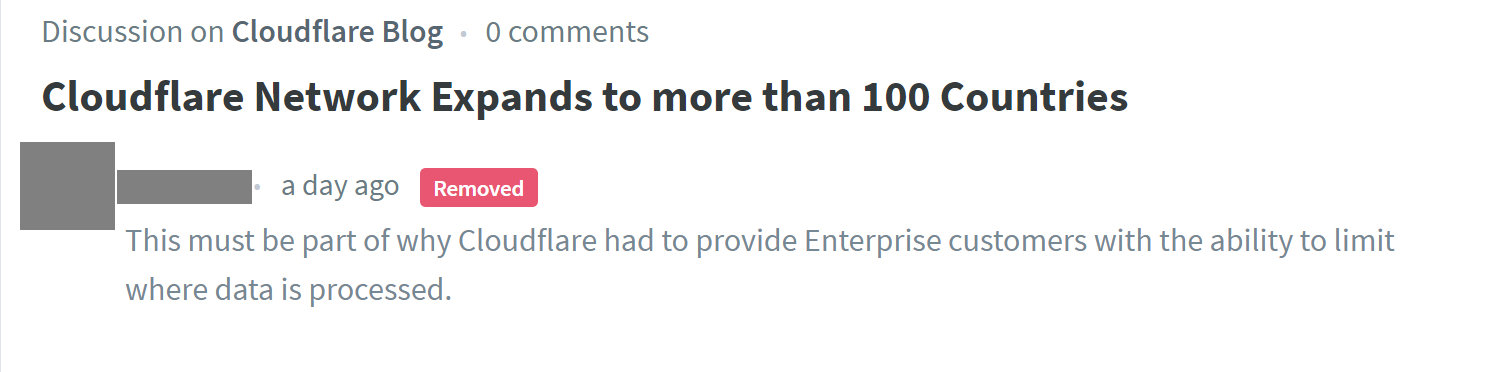 Discussion on Cloudflare Blog • 0 comments
Cloudflare Network Expands to more than 100 Countries
• a day ago Removed
This must be part of why Cloudflare had to provide Enterprise customers with the ability to limit
where data is processed.